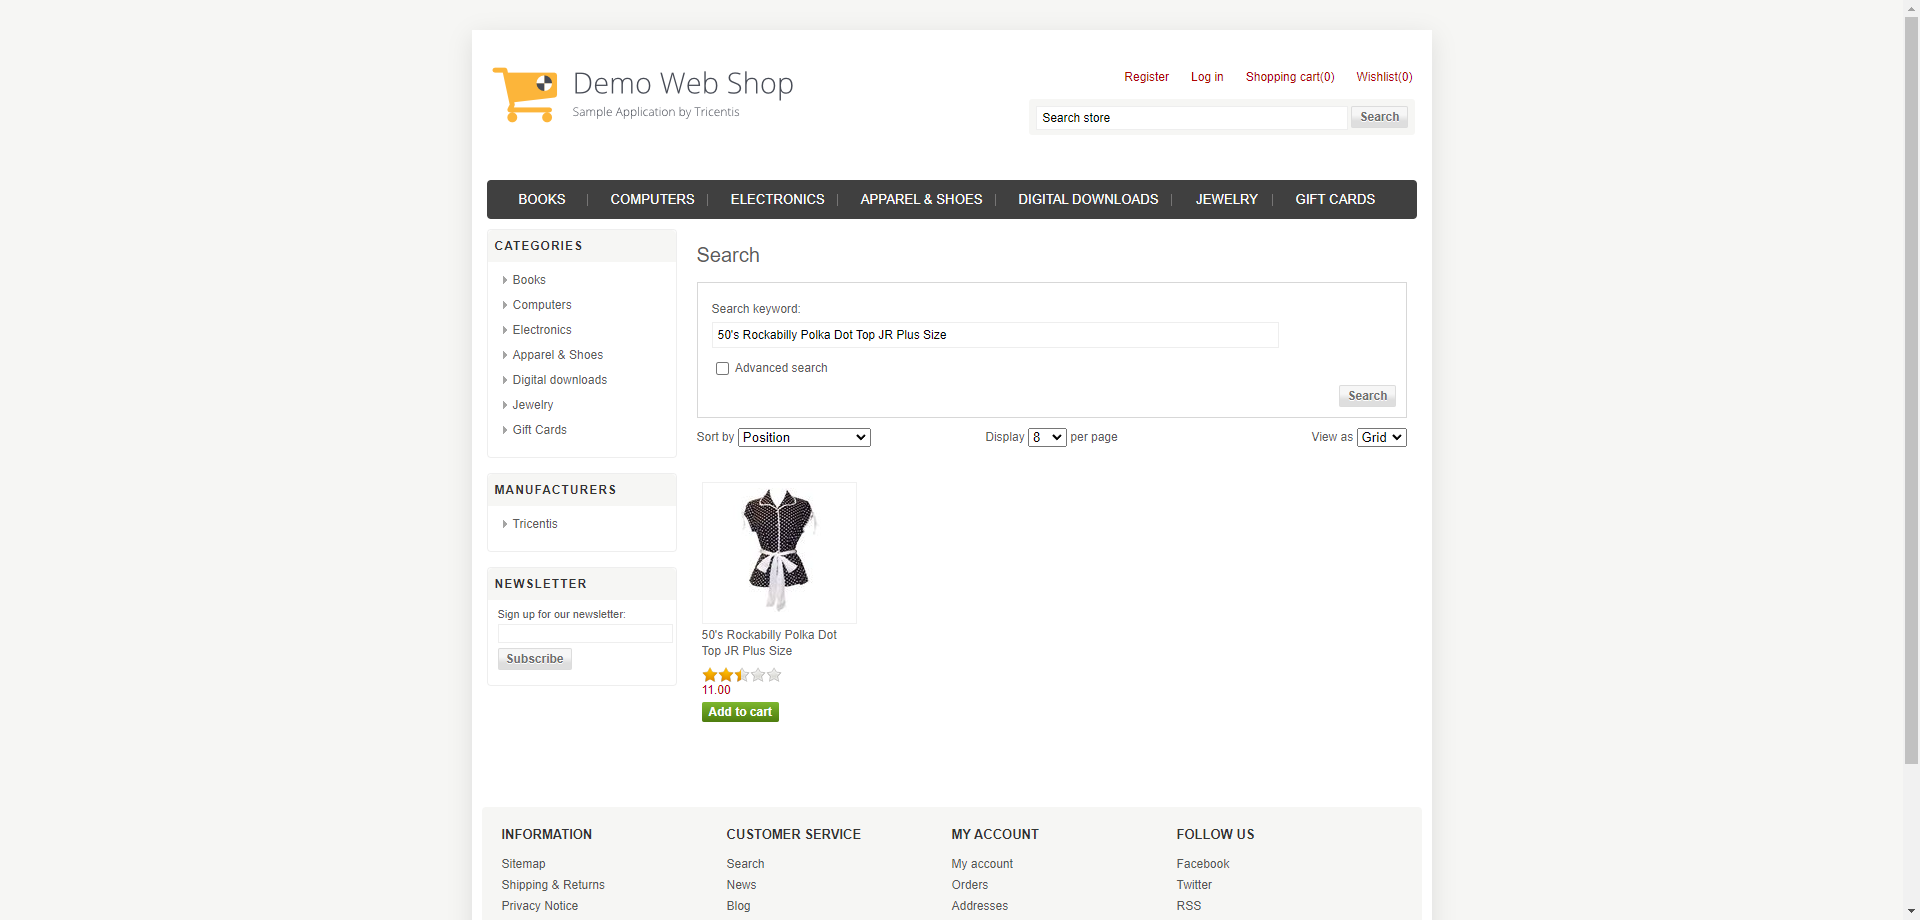 Demo Web Shop
Sample Application by Tricentis
Register Log in Shopping cart(0) Wishlist(0)
Search store Search
BOOKS COMPUTERS ELECTRONICS APPAREL & SHOES DIGITAL DOWNLOADS JEWELRY GIFT CARDS
CATEGORIES
Books
Computers
Electronics
Apparel & Shoes
Digital downloads
Jewelry
Gift Cards
MANUFACTURERS
Tricentis
NEWSLETTER
Sign up for our newsletter:
Subscribe
Search
Search keyword:
50's Rockabilly Polka Dot Top JR Plus Size
Advanced search
Search
Sort by Position Display 8 per page View as Grid
50's Rockabilly Polka Dot
Top JR Plus Size
11.00
Add to cart
INFORMATION
Sitemap
Shipping & Returns
Privacy Notice
CUSTOMER SERVICE
Search
News
Blog
MY ACCOUNT
My account
Orders
Addresses
FOLLOW US
Facebook
Twitter
RSS